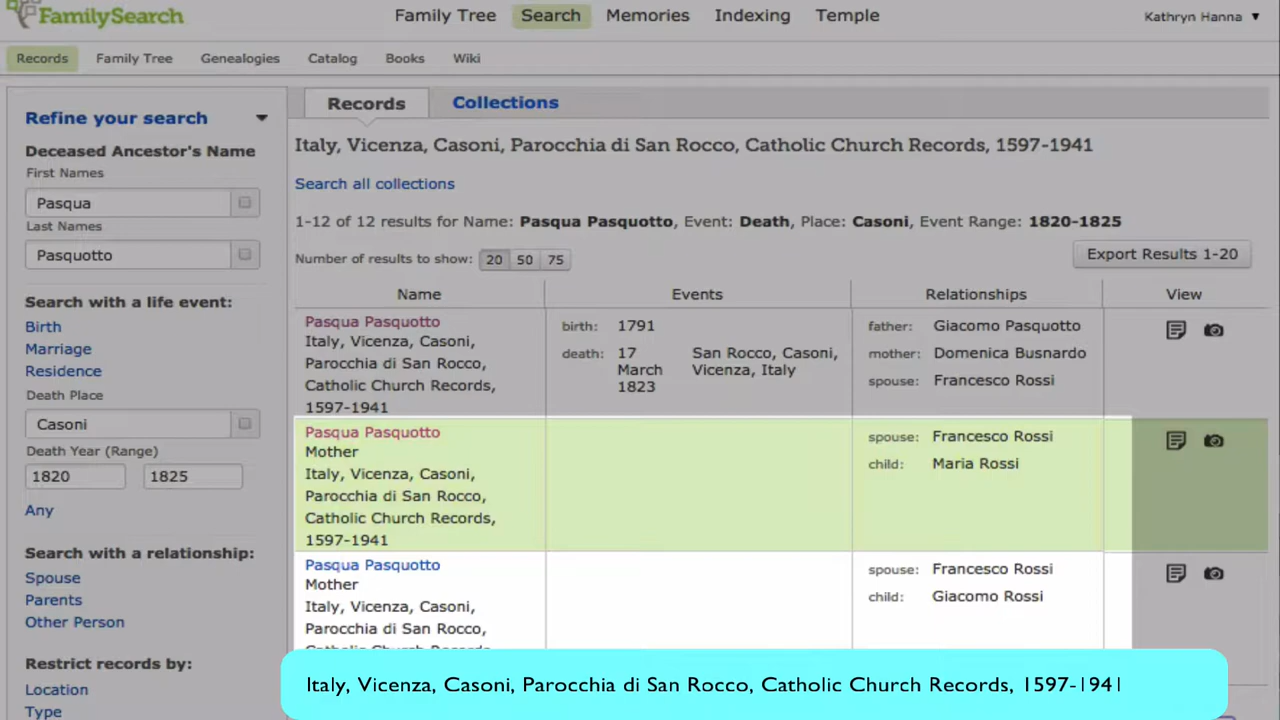 FamilySearch
Family Tree Search Memories Indexing Temple
Kathryn Hanna ▼
Records Family Tree Genealogies Catalog Books Wiki
Refine your search
Deceased Ancestor's Name
First Names
Pasqua
Last Names
Pasquotto
Search with a life event:
Birth
Marriage
Residence
Death Place
Casoni
Death Year (Range)
1820 1825
Any
Search with a relationship:
Spouse
Parents
Other Person
Restrict records by:
Location
Type
Records Collections
Italy, Vicenza, Casoni, Parocchia di San Rocco, Catholic Church Records, 1597-1941
Search all collections
1-12 of 12 results for Name: Pasqua Pasquotto, Event: Death, Place: Casoni, Event Range: 1820-1825
Number of results to show: 20 50 75
Export Results 1-20
Name Events Relationships View
Pasqua Pasquotto
Italy, Vicenza, Casoni,
Parocchia di San Rocco,
Catholic Church Records,
1597-1941
birth: 1791
death: 17 March 1823 San Rocco, Casoni, Vicenza, Italy
father: Giacomo Pasquotto
mother: Domenica Busnardo
spouse: Francesco Rossi
Pasqua Pasquotto
Mother
Italy, Vicenza, Casoni,
Parocchia di San Rocco,
Catholic Church Records,
1597-1941
spouse: Francesco Rossi
child: Maria Rossi
Pasqua Pasquotto
Mother
Italy, Vicenza, Casoni,
Parocchia di San Rocco,
spouse: Francesco Rossi
child: Giacomo Rossi
Italy, Vicenza, Casoni, Parocchia di San Rocco, Catholic Church Records, 1597-1941